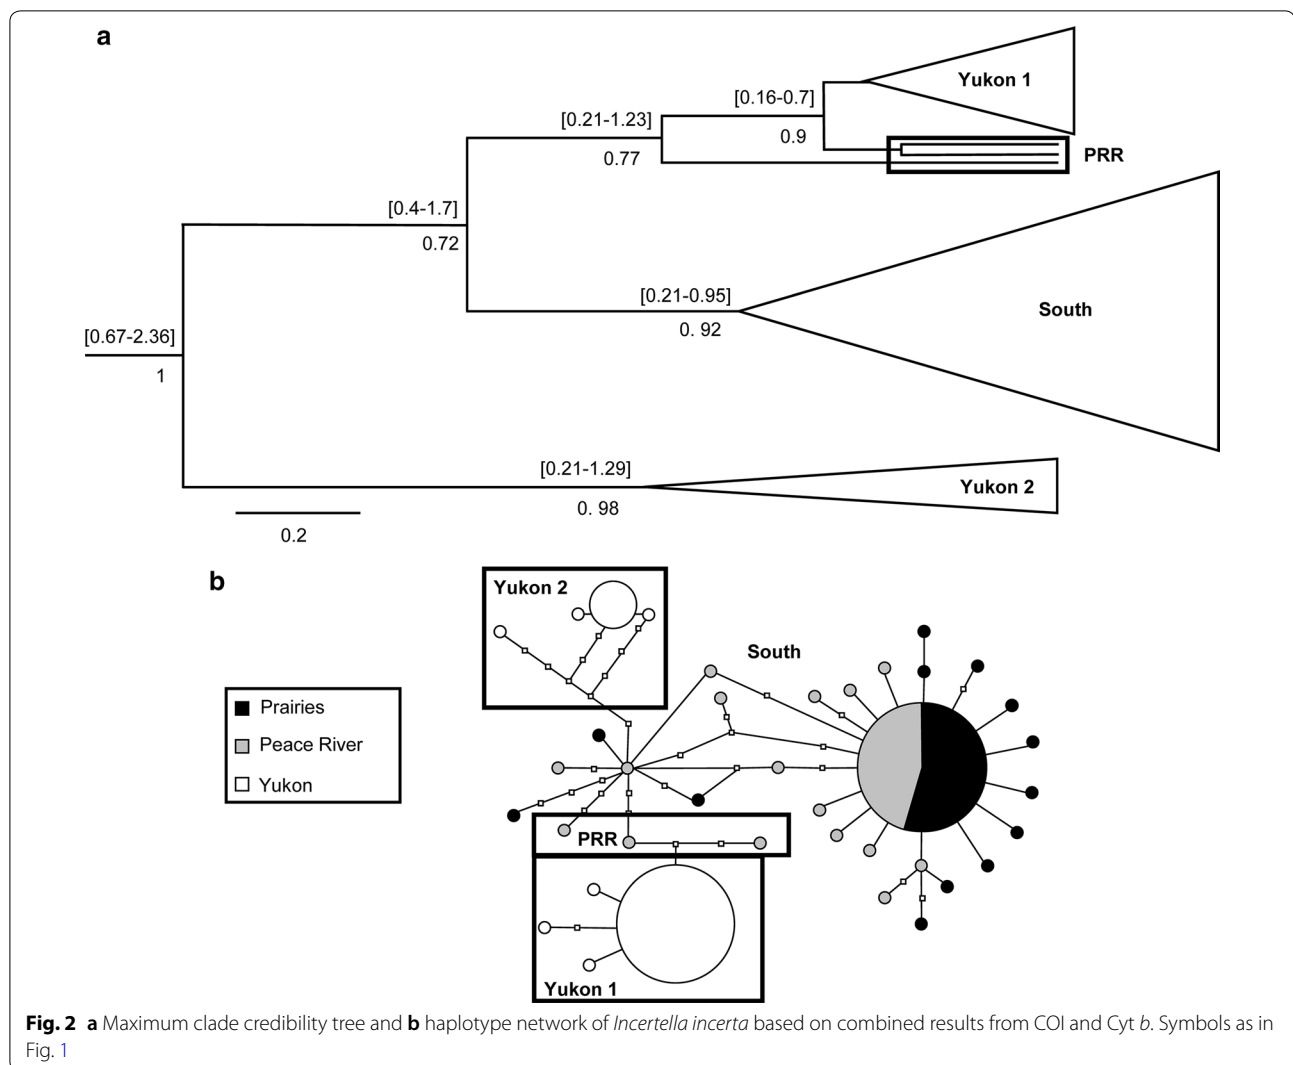 a
Yukon 1
[0.16-0.7]
[0.21-1.23]
0.9
PRR
0.77
[0.4-1.7]
0.72
[0.21-0.95]
South
0. 92
[0.67-2.36]
1
[0.21-1.29]
Yukon 2
0. 98
0.2
b
Yukon 2
South
Prairies
Peace River
Yukon
PRR
Yukon 1
Fig. 2 a Maximum clade credibility tree and b haplotype network of Incertella incerta based on combined results from COI and Cyt b. Symbols as in
Fig. 1